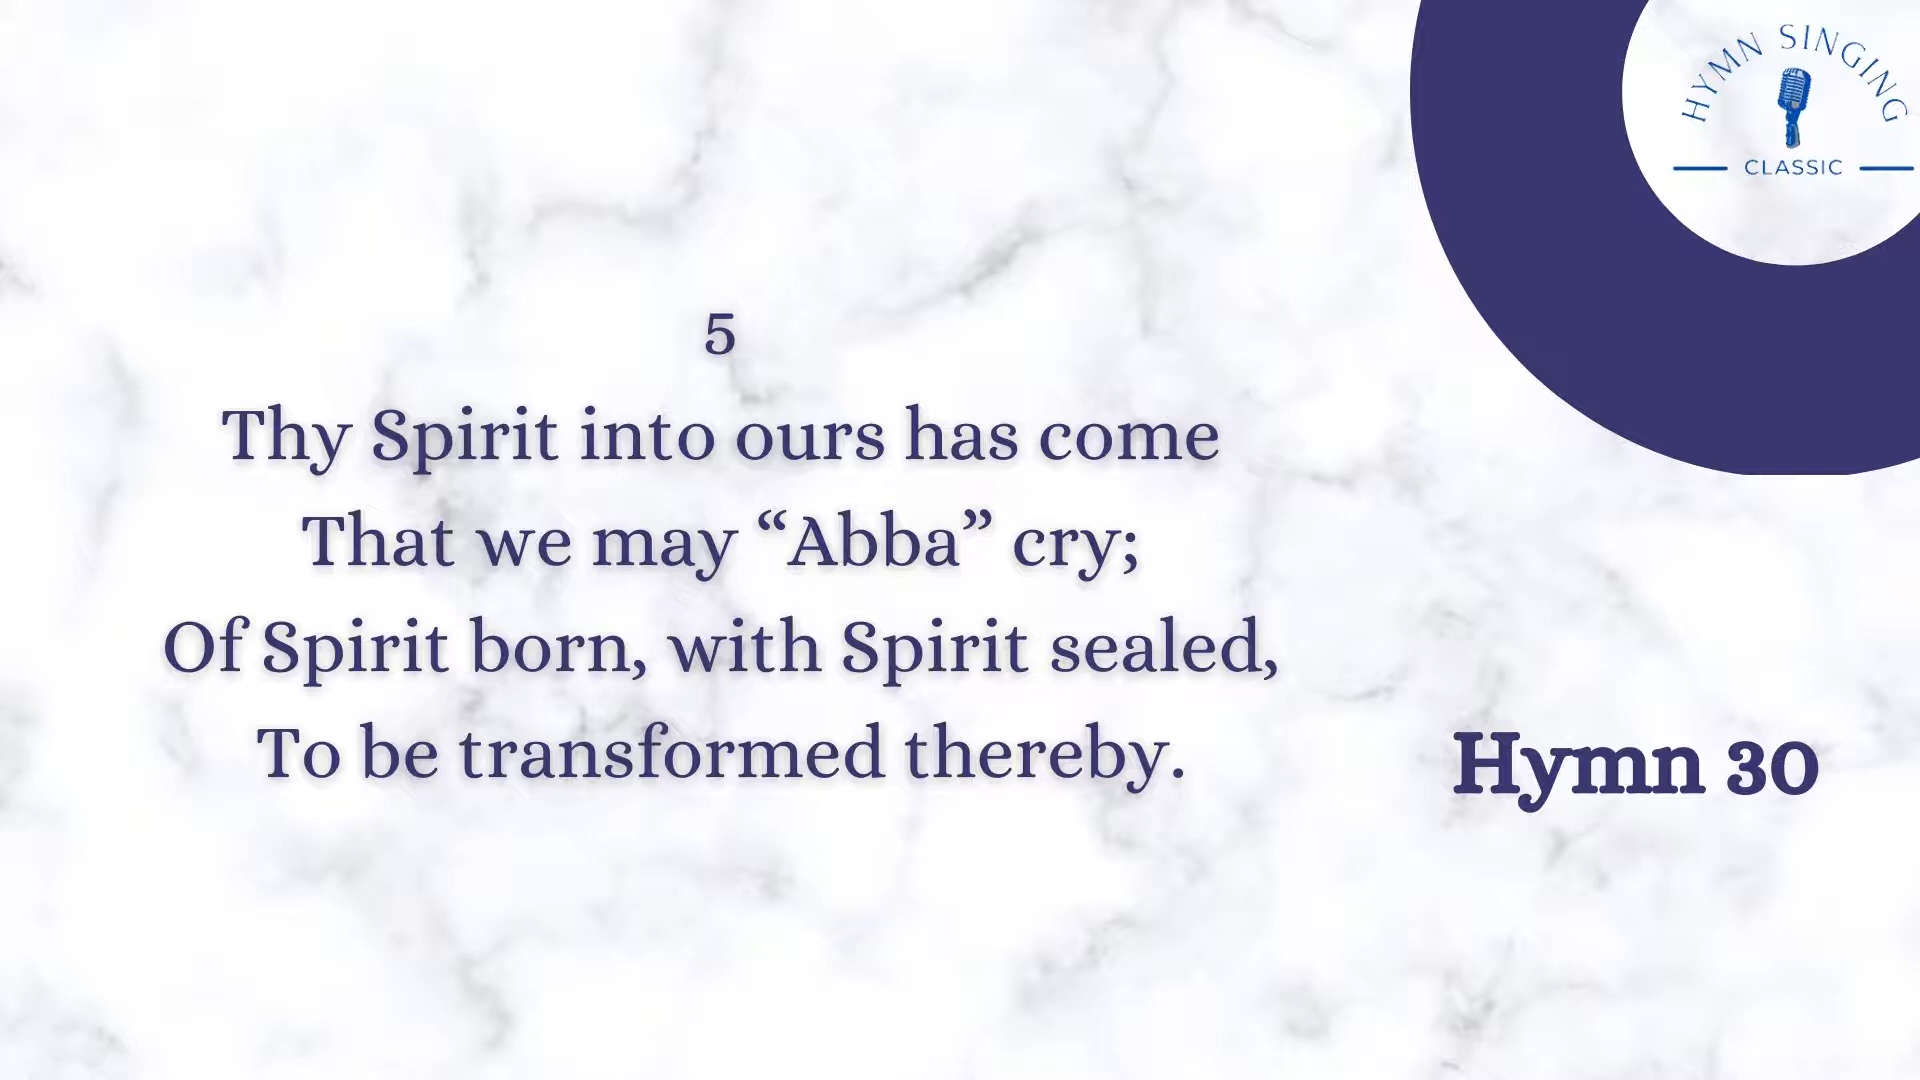 HYMN SINGING
CLASSIC
5
Thy Spirit into ours has come
That we may “Abba” cry;
Of Spirit born, with Spirit sealed,
To be transformed thereby.
Hymn 30